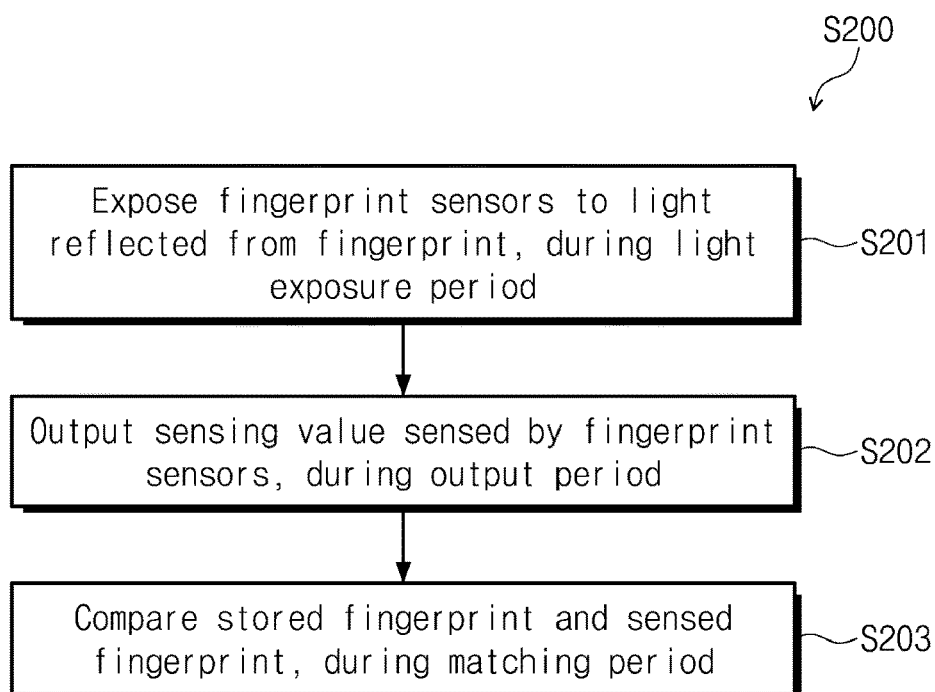 S200
Expose fingerprint sensors to light
reflected from fingerprint, during light
exposure period
S201
Output sensing value sensed by fingerprint
sensors, during output period
S202
Compare stored fingerprint and sensed
fingerprint, during matching period
S203